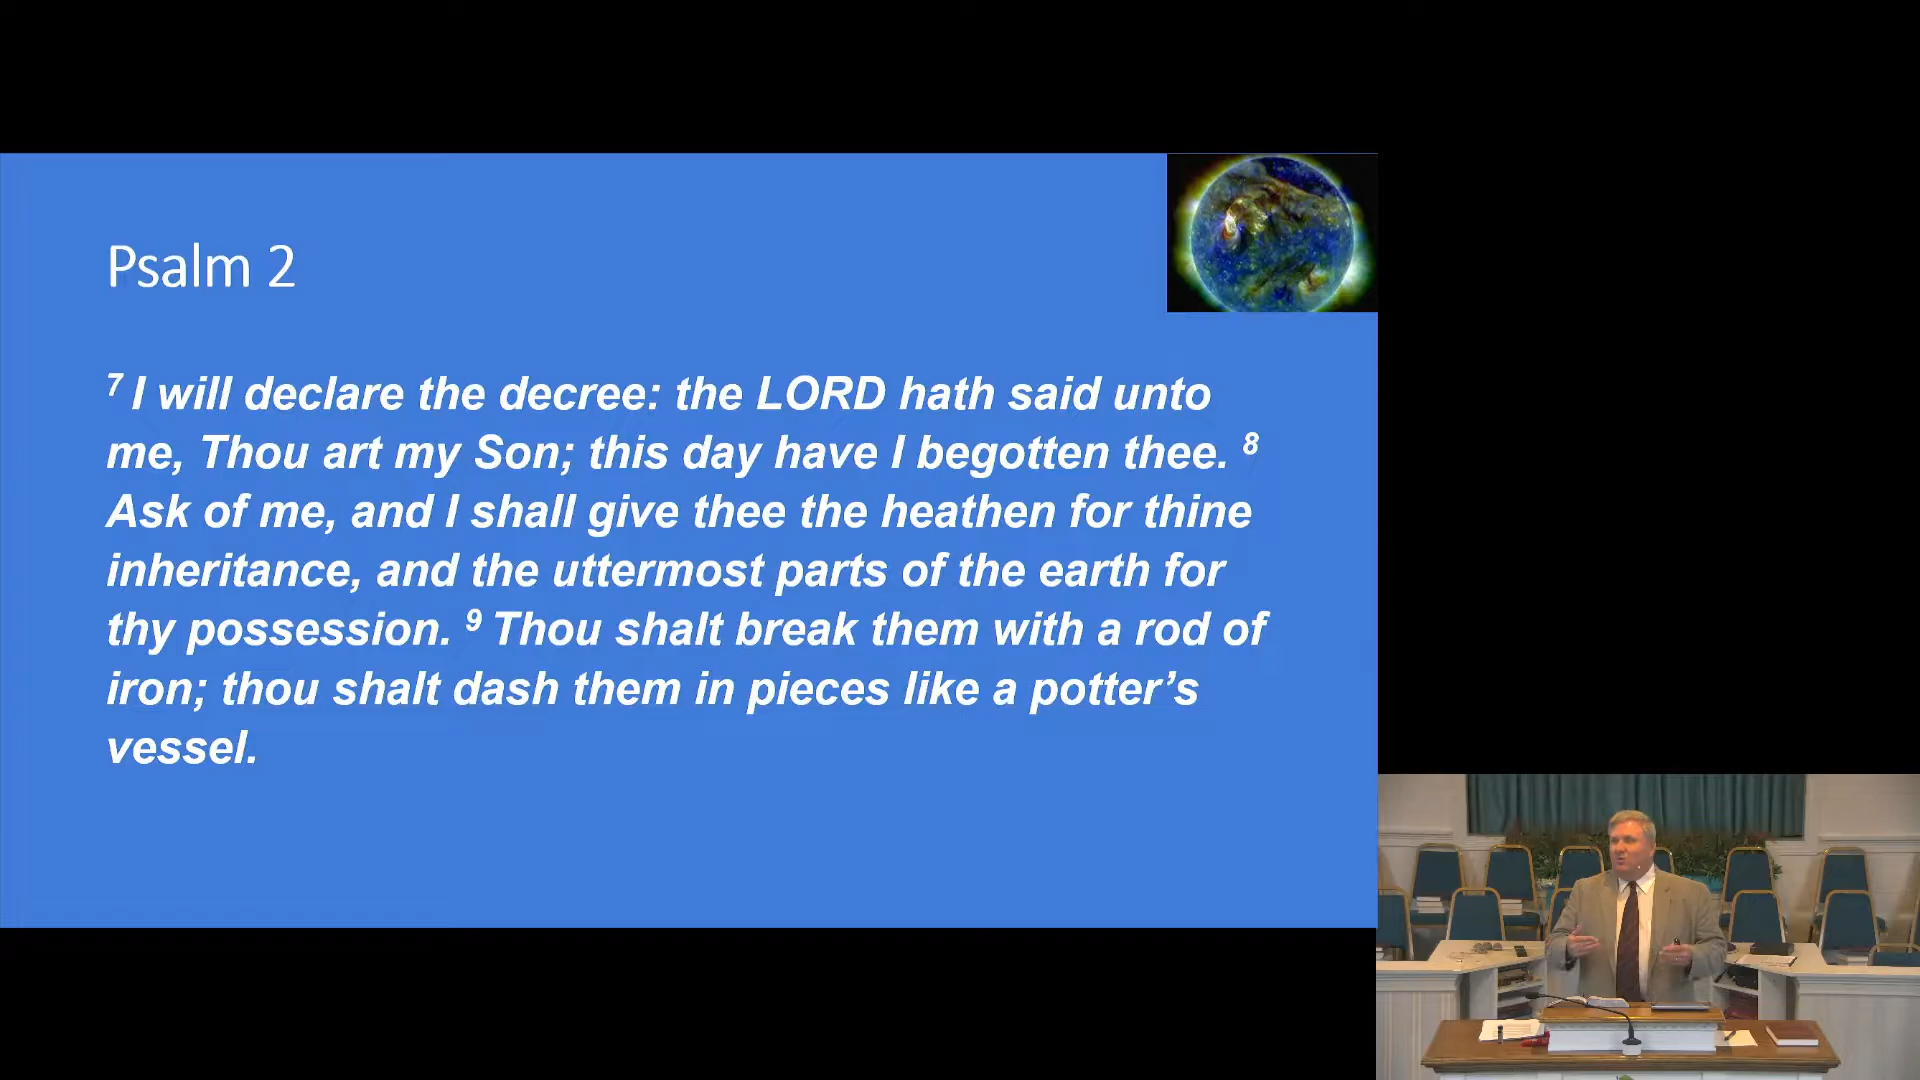 Psalm 2
7 I will declare the decree: the LORD hath said unto
me, Thou art my Son; this day have I begotten thee. 8
Ask of me, and I shall give thee the heathen for thine
inheritance, and the uttermost parts of the earth for
thy possession. 9 Thou shalt break them with a rod of
iron; thou shalt dash them in pieces like a potter’s
vessel.